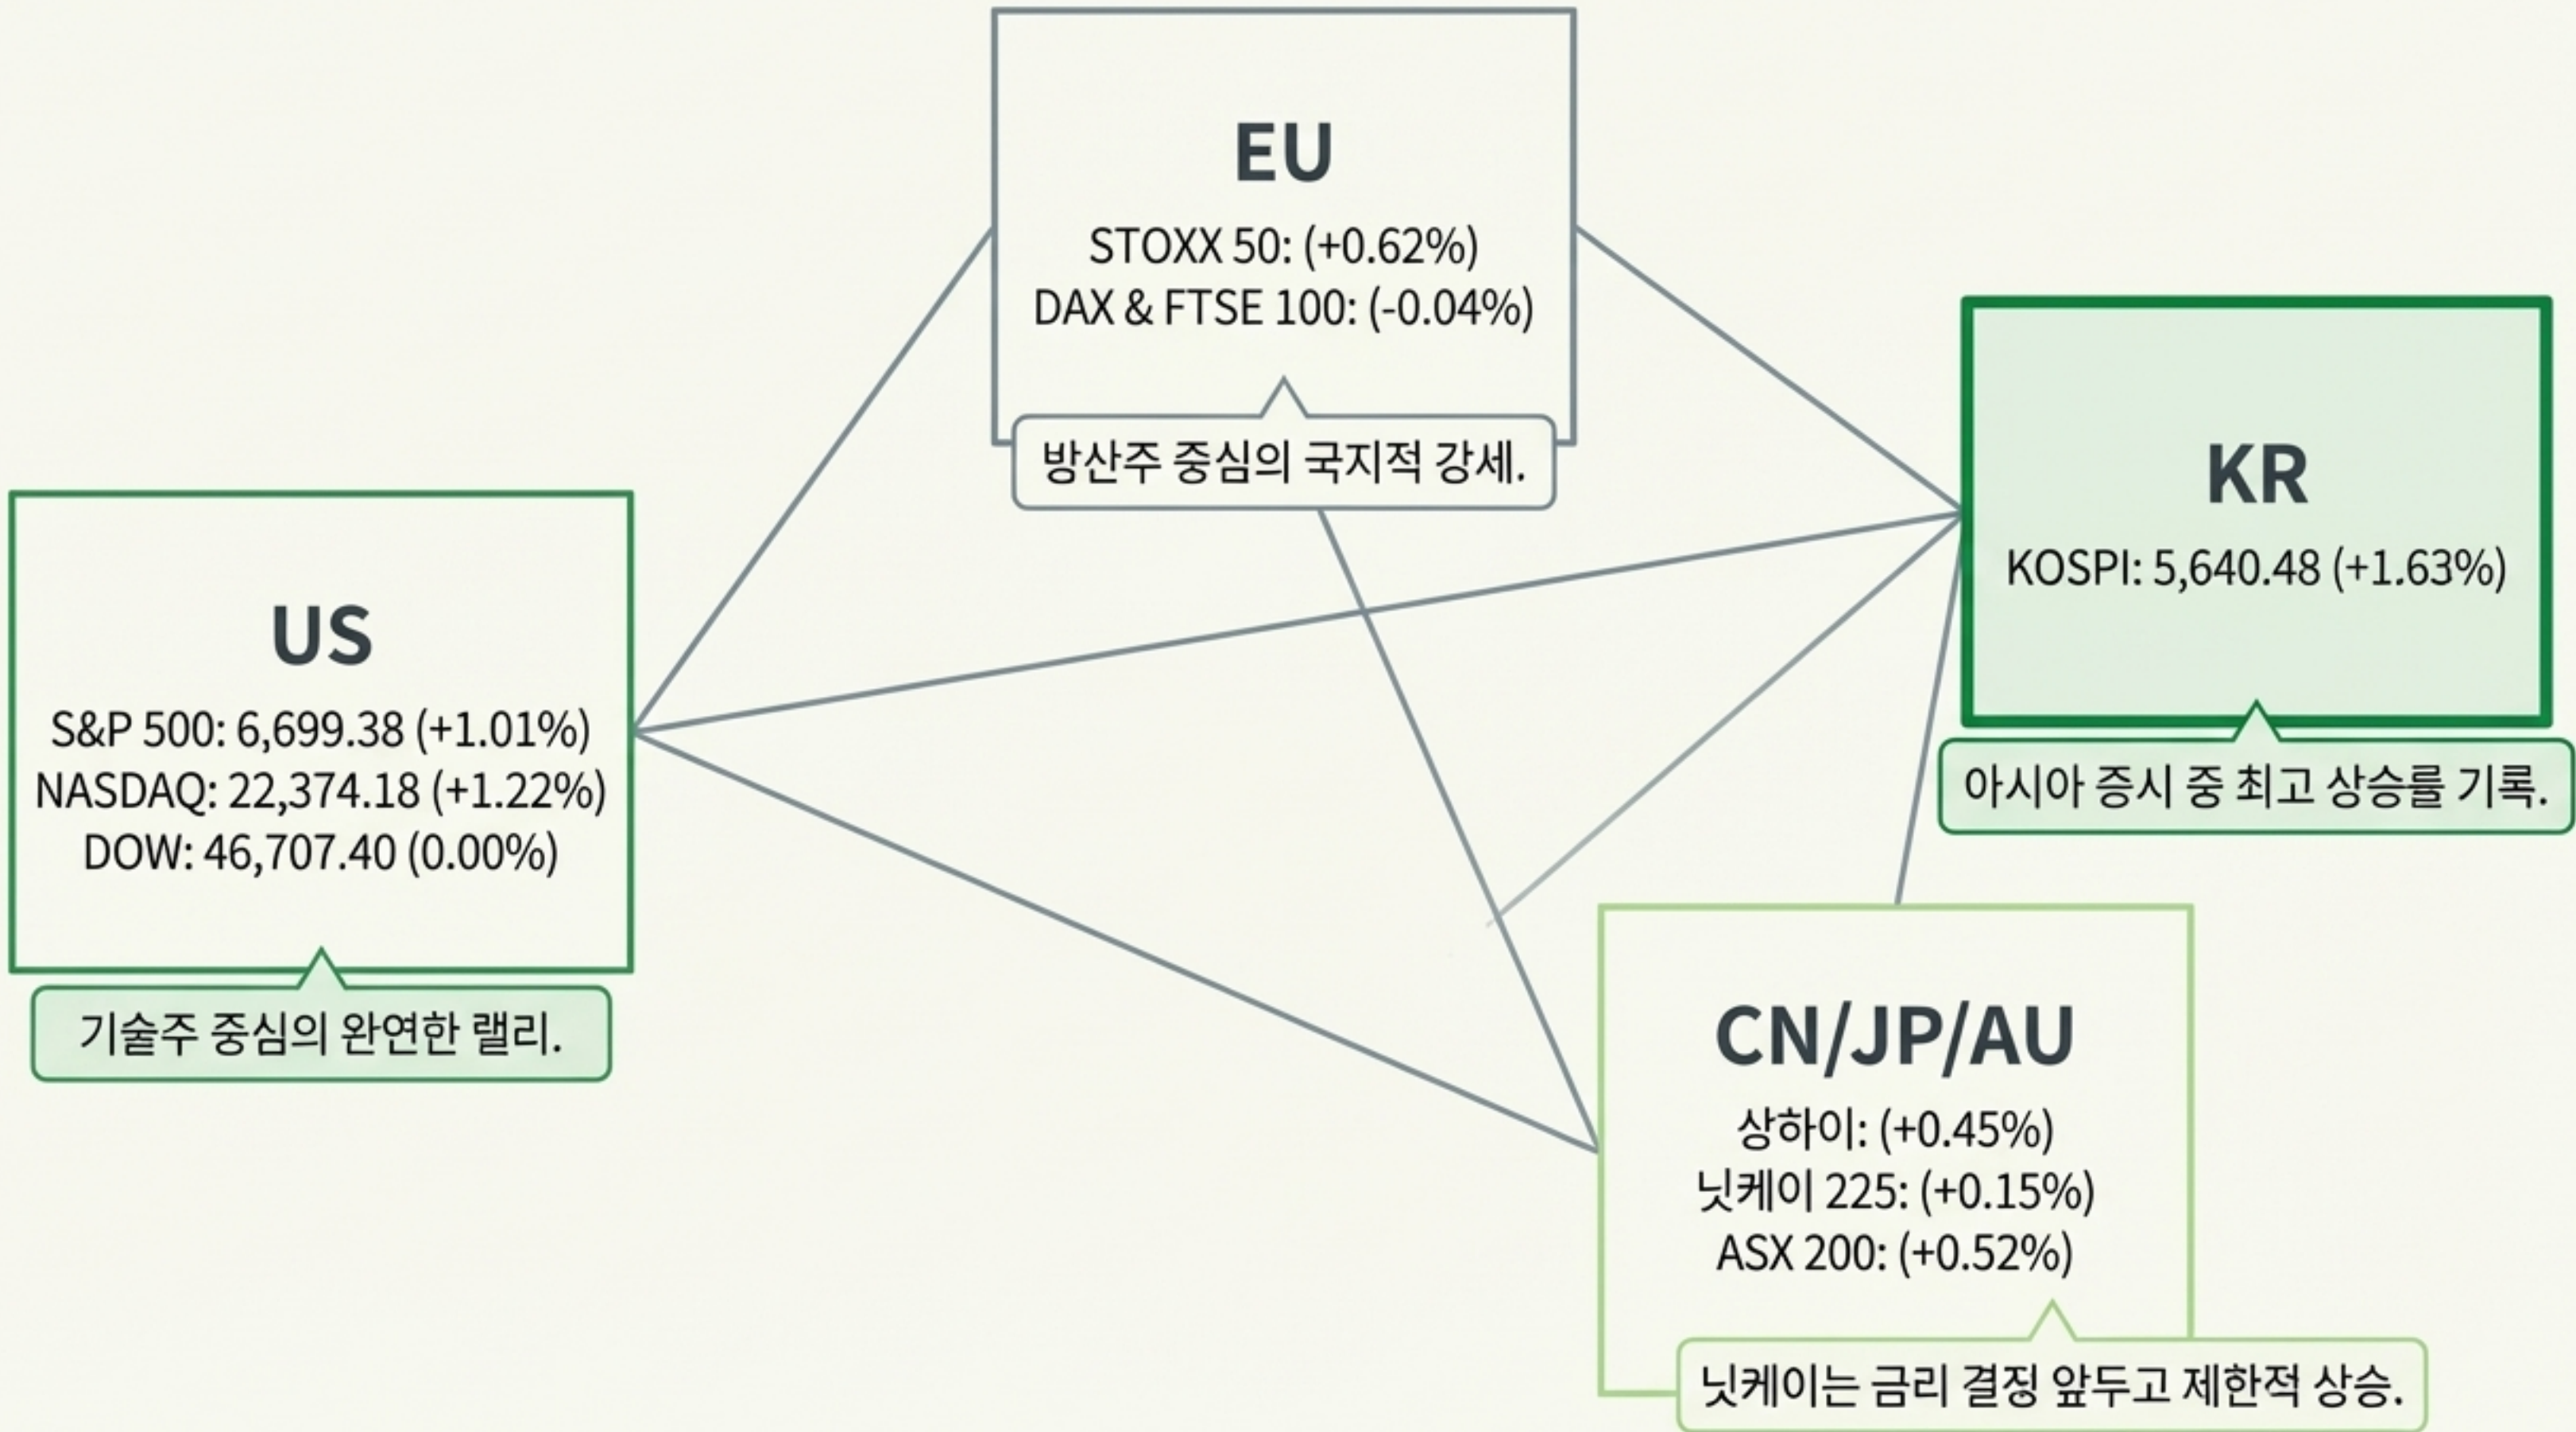 EU
STOXX 50: (+0.62%)
DAX & FTSE 100: (-0.04%)
방산주 중심의 국지적 강세.
KR
KOSPI: 5,640.48 (+1.63%)
아시아 증시 중 최고 상승률 기록.
US
S&P 500: 6,699.38 (+1.01%)
NASDAQ: 22,374.18 (+1.22%)
DOW: 46,707.40 (0.00%)
기술주 중심의 완연한 랠리.
CN/JP/AU
상하이: (+0.45%)
닛케이 225: (+0.15%)
ASX 200: (+0.52%)
닛케이는 금리 결정 앞두고 제한적 상승.